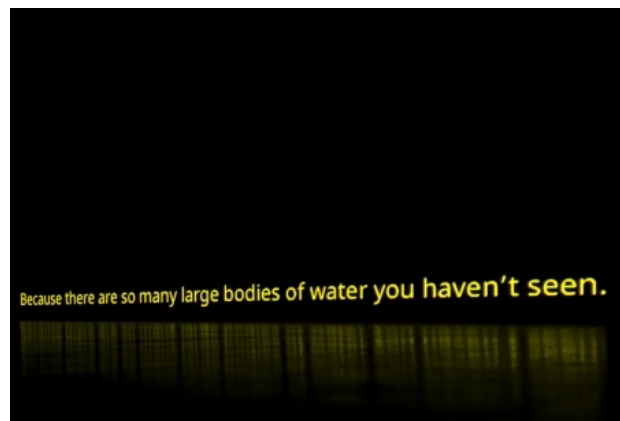 Because there are so many large bodies of water you haven’t seen.